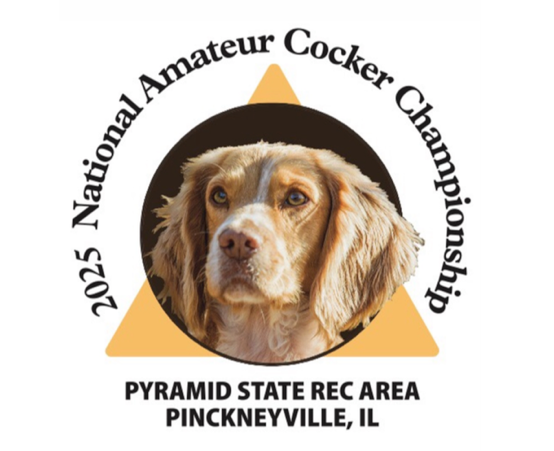 2025 National Amateur Cocker Championship
PYRAMID STATE REC AREA
PINCKNEYVILLE, IL